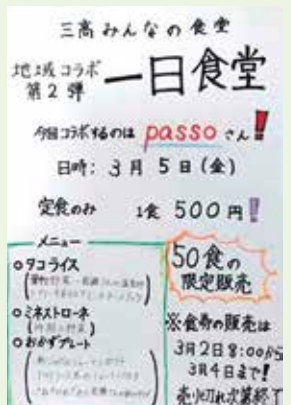 三高みんなの食堂
地域コラボ
第2弾
一日食堂
今回コラボするのは passo さん!
日時: 3月5日(金)
定食のみ 1食 500円!
メニュー
○タコライス
○ミネストローネ
○おかずプレート
50食の
限定販売
※食券の販売は
3月2日8:00から
3月4日まで!
売り切れ次第終了